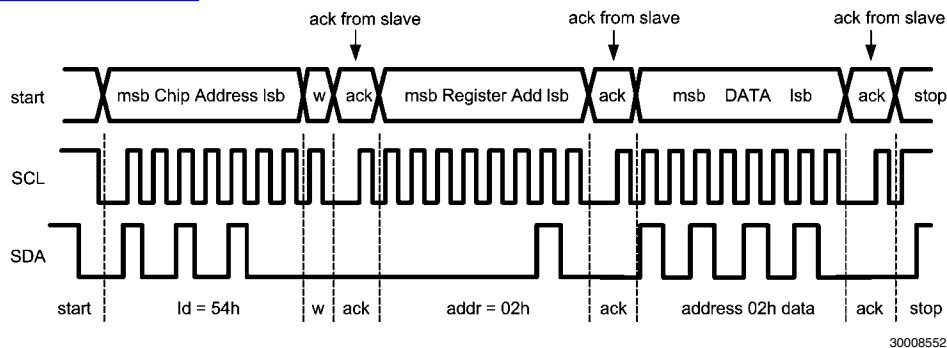 ack from slave ack from slave ack from slave
start msb Chip Address lsb w ack msb Register Add lsb ack msb DATA lsb ack stop
SCL
SDA
start Id = 54h w ack addr = 02h ack address 02h data ack stop
30008552